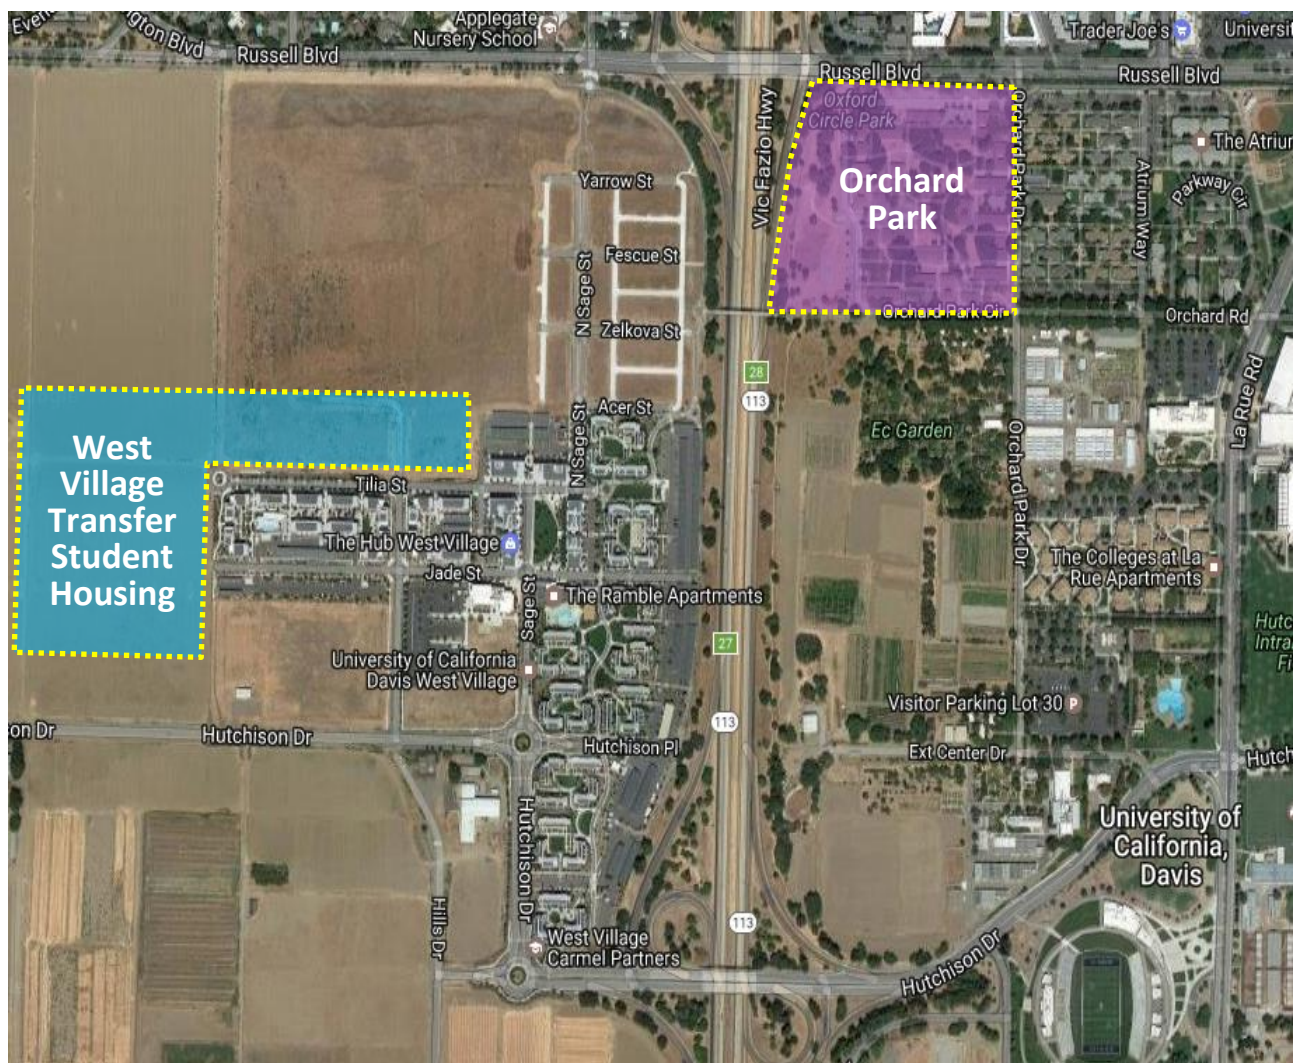 Applegate
Nursery School
Trader Joe's
Russell Blvd
Russell Blvd
Russell Blvd
Oxford
Circle Park
Vic Fazio Hwy
Orchard
Park
Orchard Park Dr
Atrium Way
Parkway Cir
Yarrow St
Fescue St
N Sage St
Zelkova St
Orchard Park Cir
Orchard Rd
La Rue Rd
28
113
Acer St
N Sage St
Ec Garden
Orchard Park Dr
West
Village
Transfer
Student
Housing
Tilia St
The Hub West Village
Jade St
Sage St
The Ramble Apartments
The Colleges at La
Rue Apartments
27
University of California
Davis West Village
Visitor Parking Lot 30
P
113
on Dr
Hutchison Dr
Hutchison Pl
Ext Center Dr
Hutchison Dr
University of
California,
Davis
Hills Dr
113
West Village
Carmel Partners
Hutchison Dr